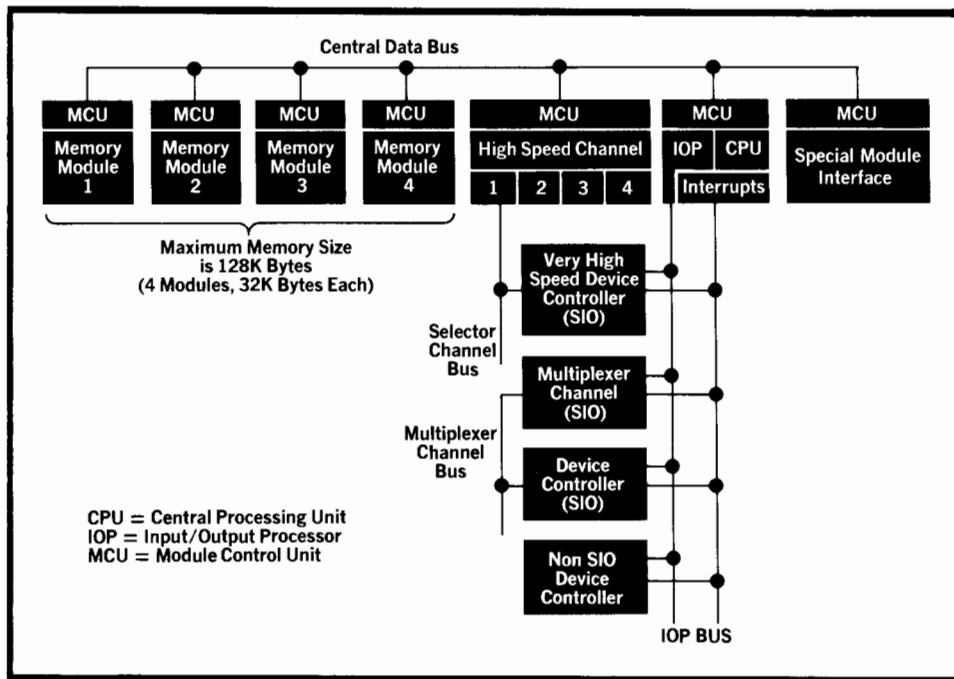 Central Data Bus
MCU MCU MCU MCU MCU MCU MCU
Memory Module 1
Memory Module 2
Memory Module 3
Memory Module 4
High Speed Channel
1 2 3 4
IOP CPU
Interrupts
Special Module
Interface
Maximum Memory Size
is 128K Bytes
(4 Modules, 32K Bytes Each)
Very High
Speed Device
Controller
(SIO)
Selector
Channel
Bus
Multiplexer
Channel
(SIO)
Multiplexer
Channel
Bus
Device
Controller
(SIO)
CPU = Central Processing Unit
IOP = Input/Output Processor
MCU = Module Control Unit
Non SIO
Device
Controller
IOP BUS